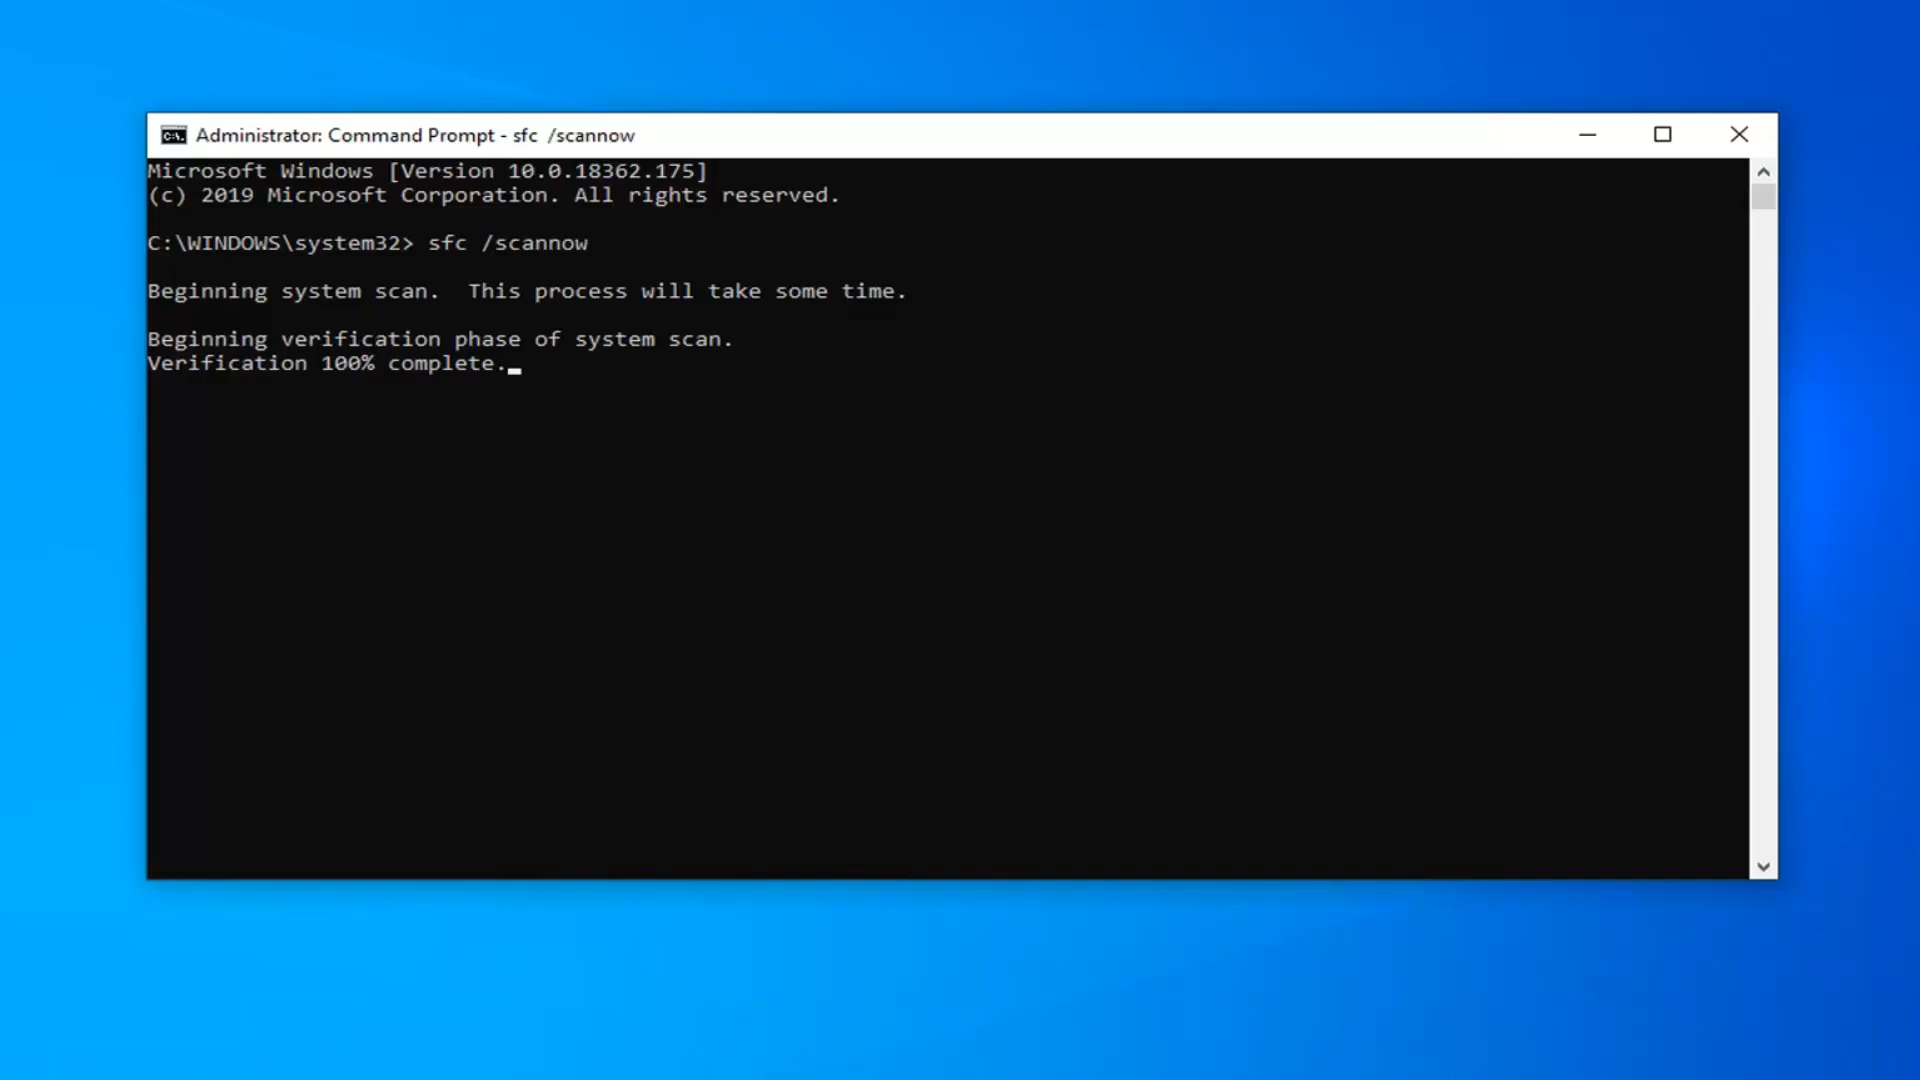 Administrator: Command Prompt - sfc  /scannow
Microsoft Windows [Version 10.0.18362.175]
(c) 2019 Microsoft Corporation. All rights reserved.
C:\WINDOWS\system32> sfc /scannow
Beginning system scan.  This process will take some time.
Beginning verification phase of system scan.
Verification 100% complete.